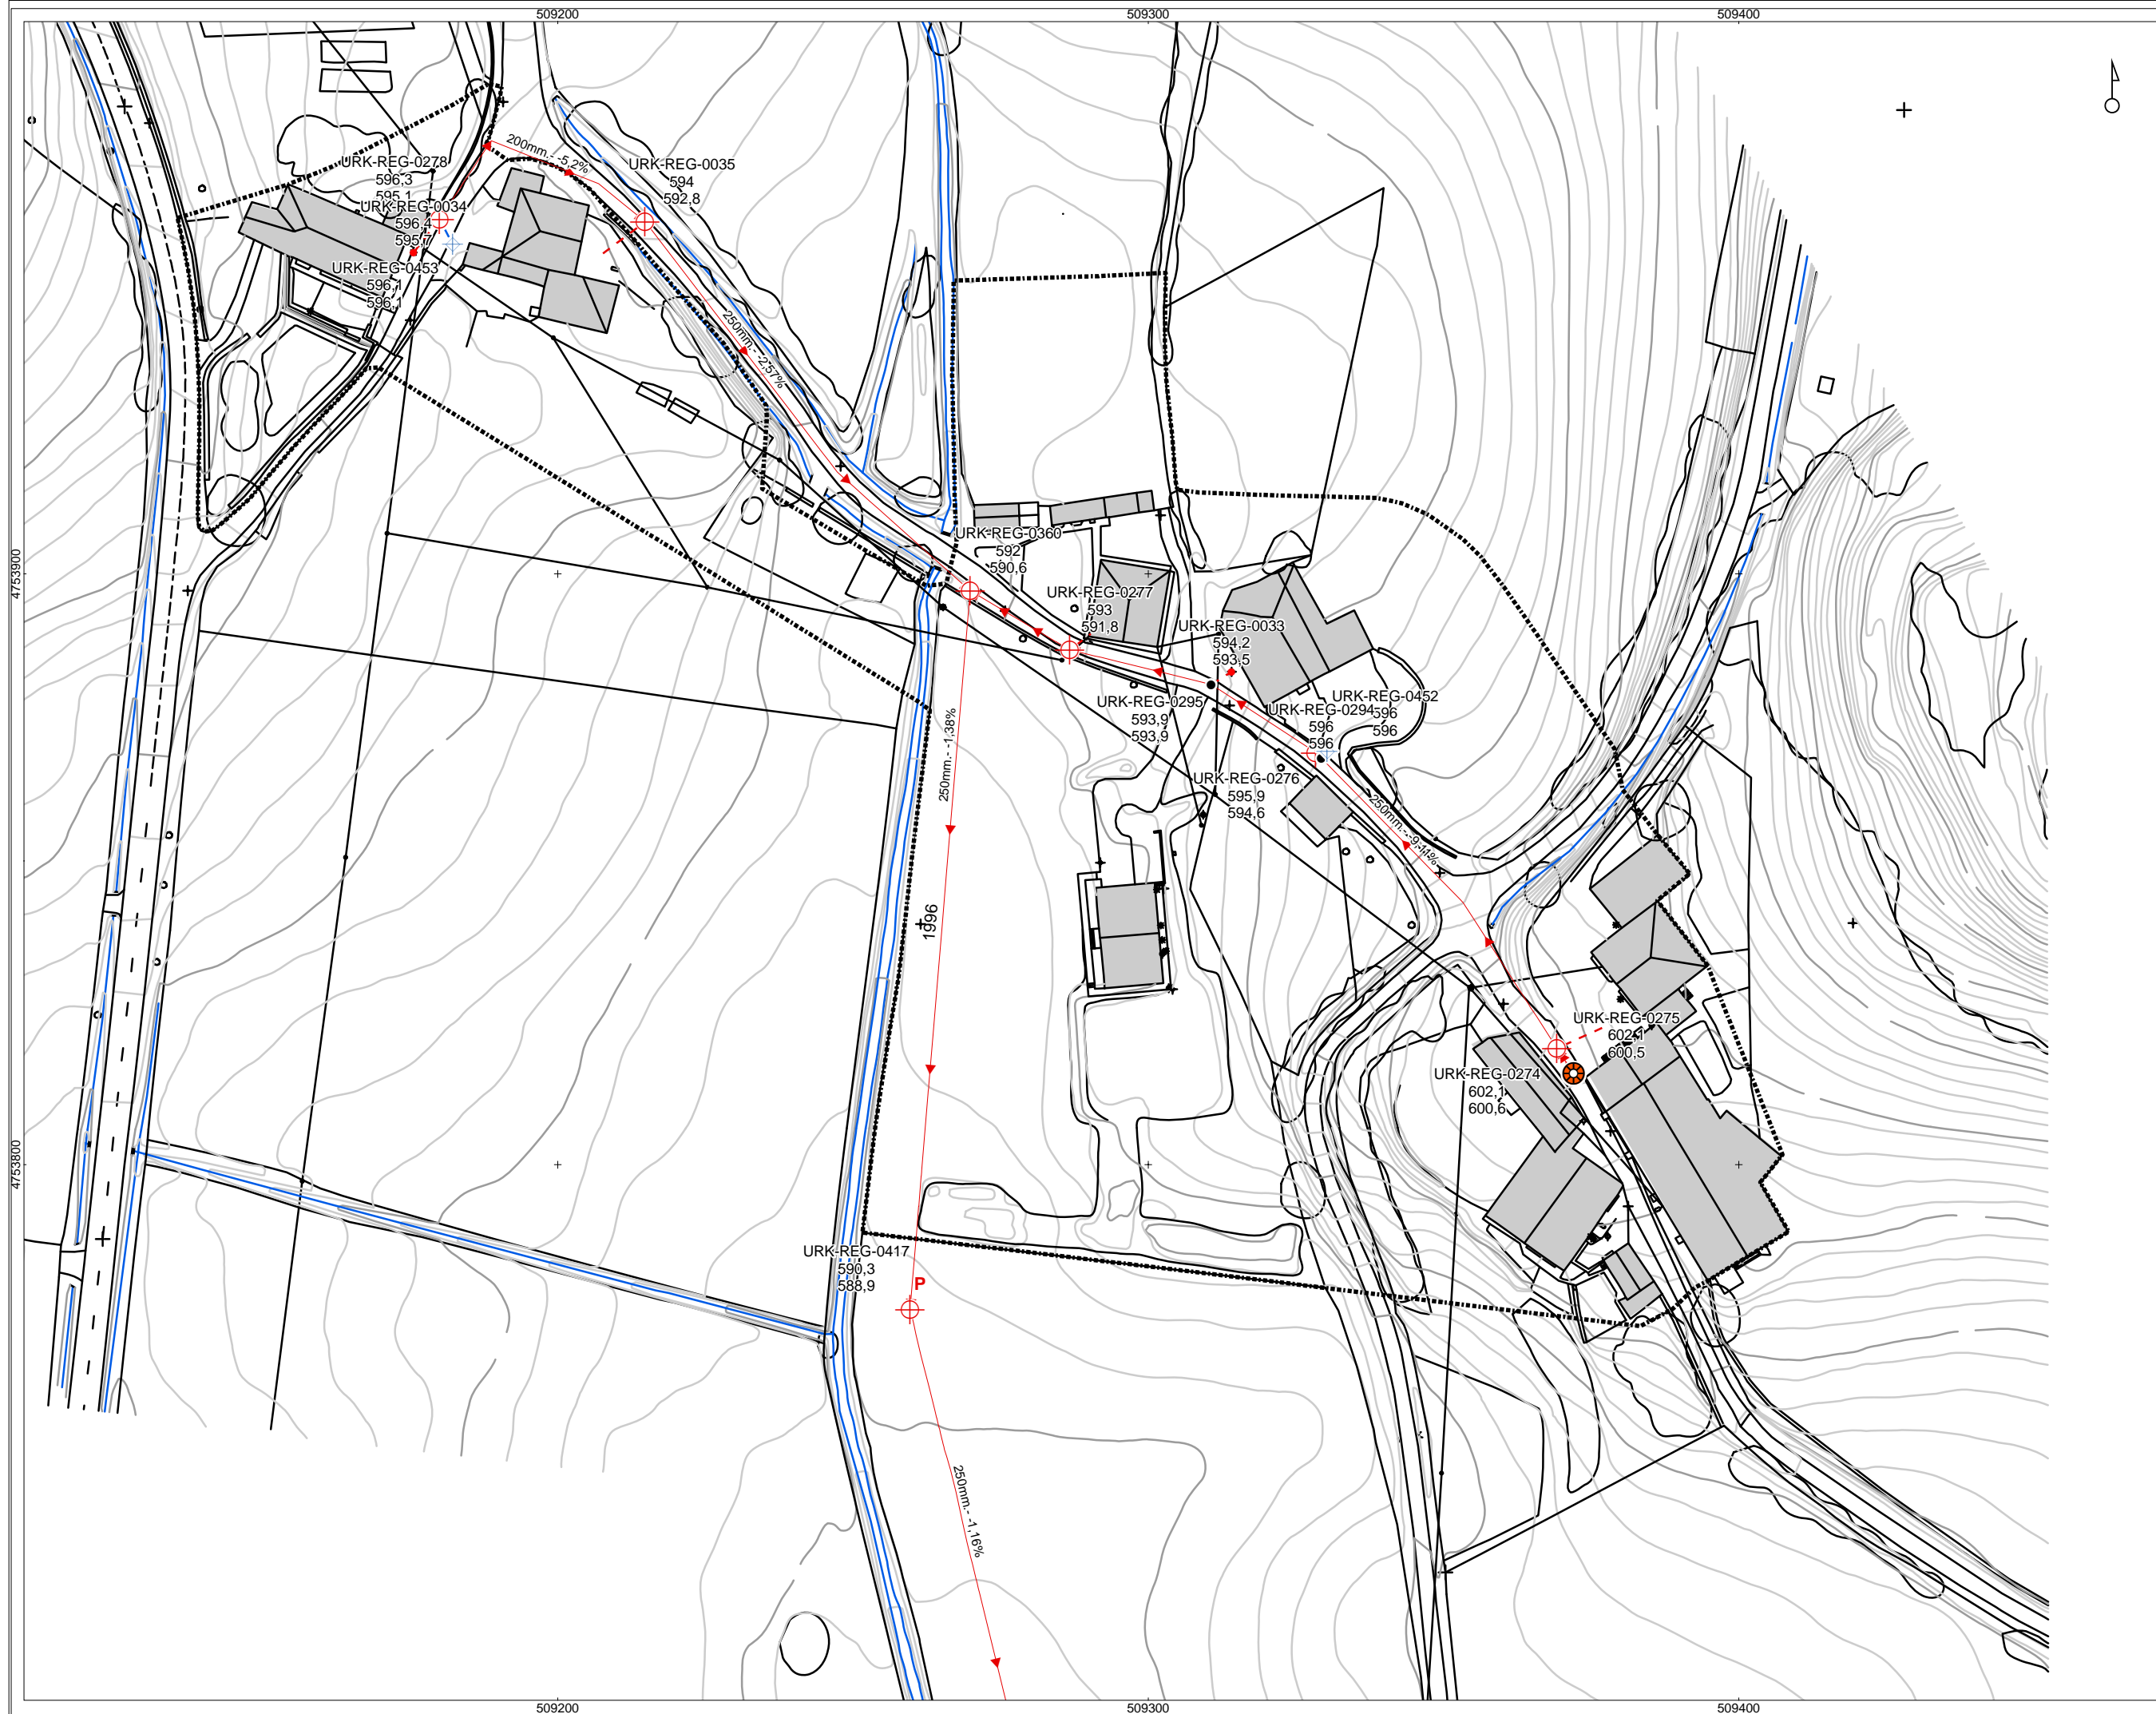 509200
509300
509400
200mm.- -5,2%
URK-REG-0278
596,3
595,1
URK-REG-0035
594
592,8
URK-REG-0034
596,4
595,7
URK-REG-0453
596,1
596,1
250mm.- -2,57%
4753900
URK-REG-0360
592
590,6
URK-REG-0277
593
591,8
URK-REG-0033
594,2
593,5
URK-REG-0295
593,9
593,9
URK-REG-0452
596
596
URK-REG-0294
596
596
250mm.- -1,38%
URK-REG-0276
595,9
594,6
250mm.- -9,41%
1996
URK-REG-0275
602,1
600,5
URK-REG-0274
602,1
600,6
4753800
URK-REG-0417
590,3
588,9
P
250mm.- -1,16%
509200
509300
509400